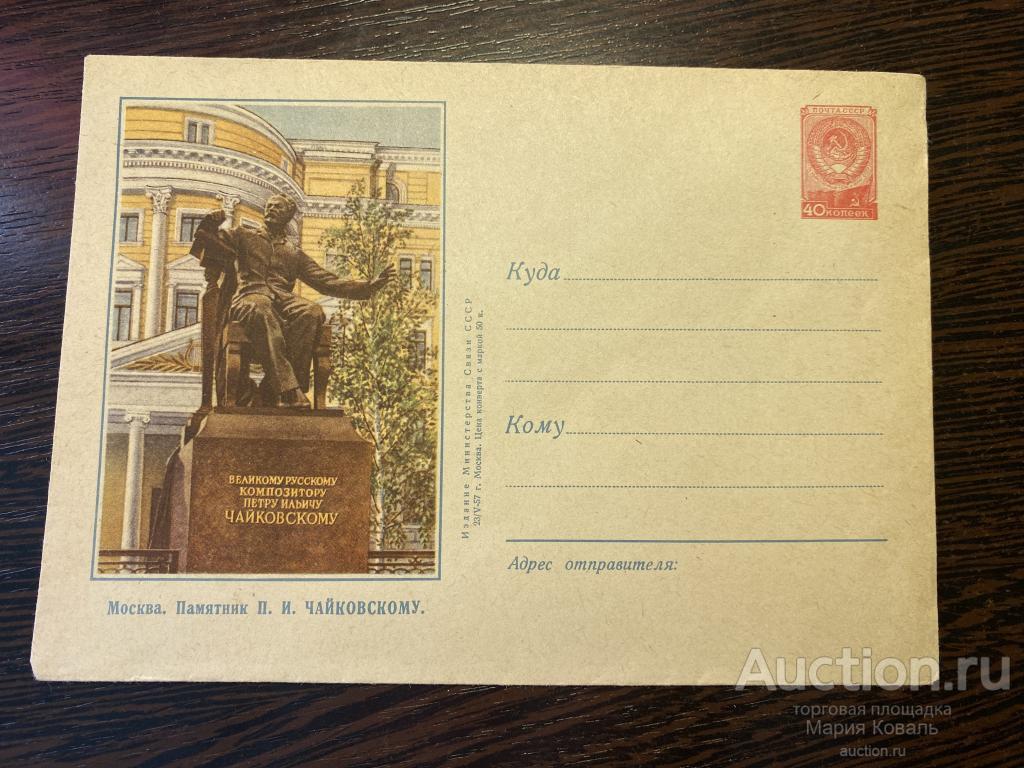 ПОЧТА СССР
40 КОПЕЕК
ВЕЛИКОМУ РУССКОМУ
КОМПОЗИТОРУ
ПЕТРУ ИЛЬИЧУ
ЧАЙКОВСКОМУ
Москва. Памятник П. И. ЧАЙКОВСКОМУ.
Издание Министерства Связи СССР
23/V-57 г. Москва. Цена конверта с маркой 50 к.
Куда
Кому
Адрес отправителя:
Auction.ru
торговая площадка
Мария Коваль
auction.ru